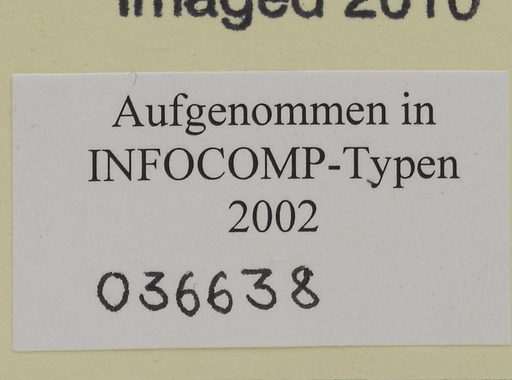 Imaged 2010
Aufgenommen in
INFOCOMP-Typen
2002
036638